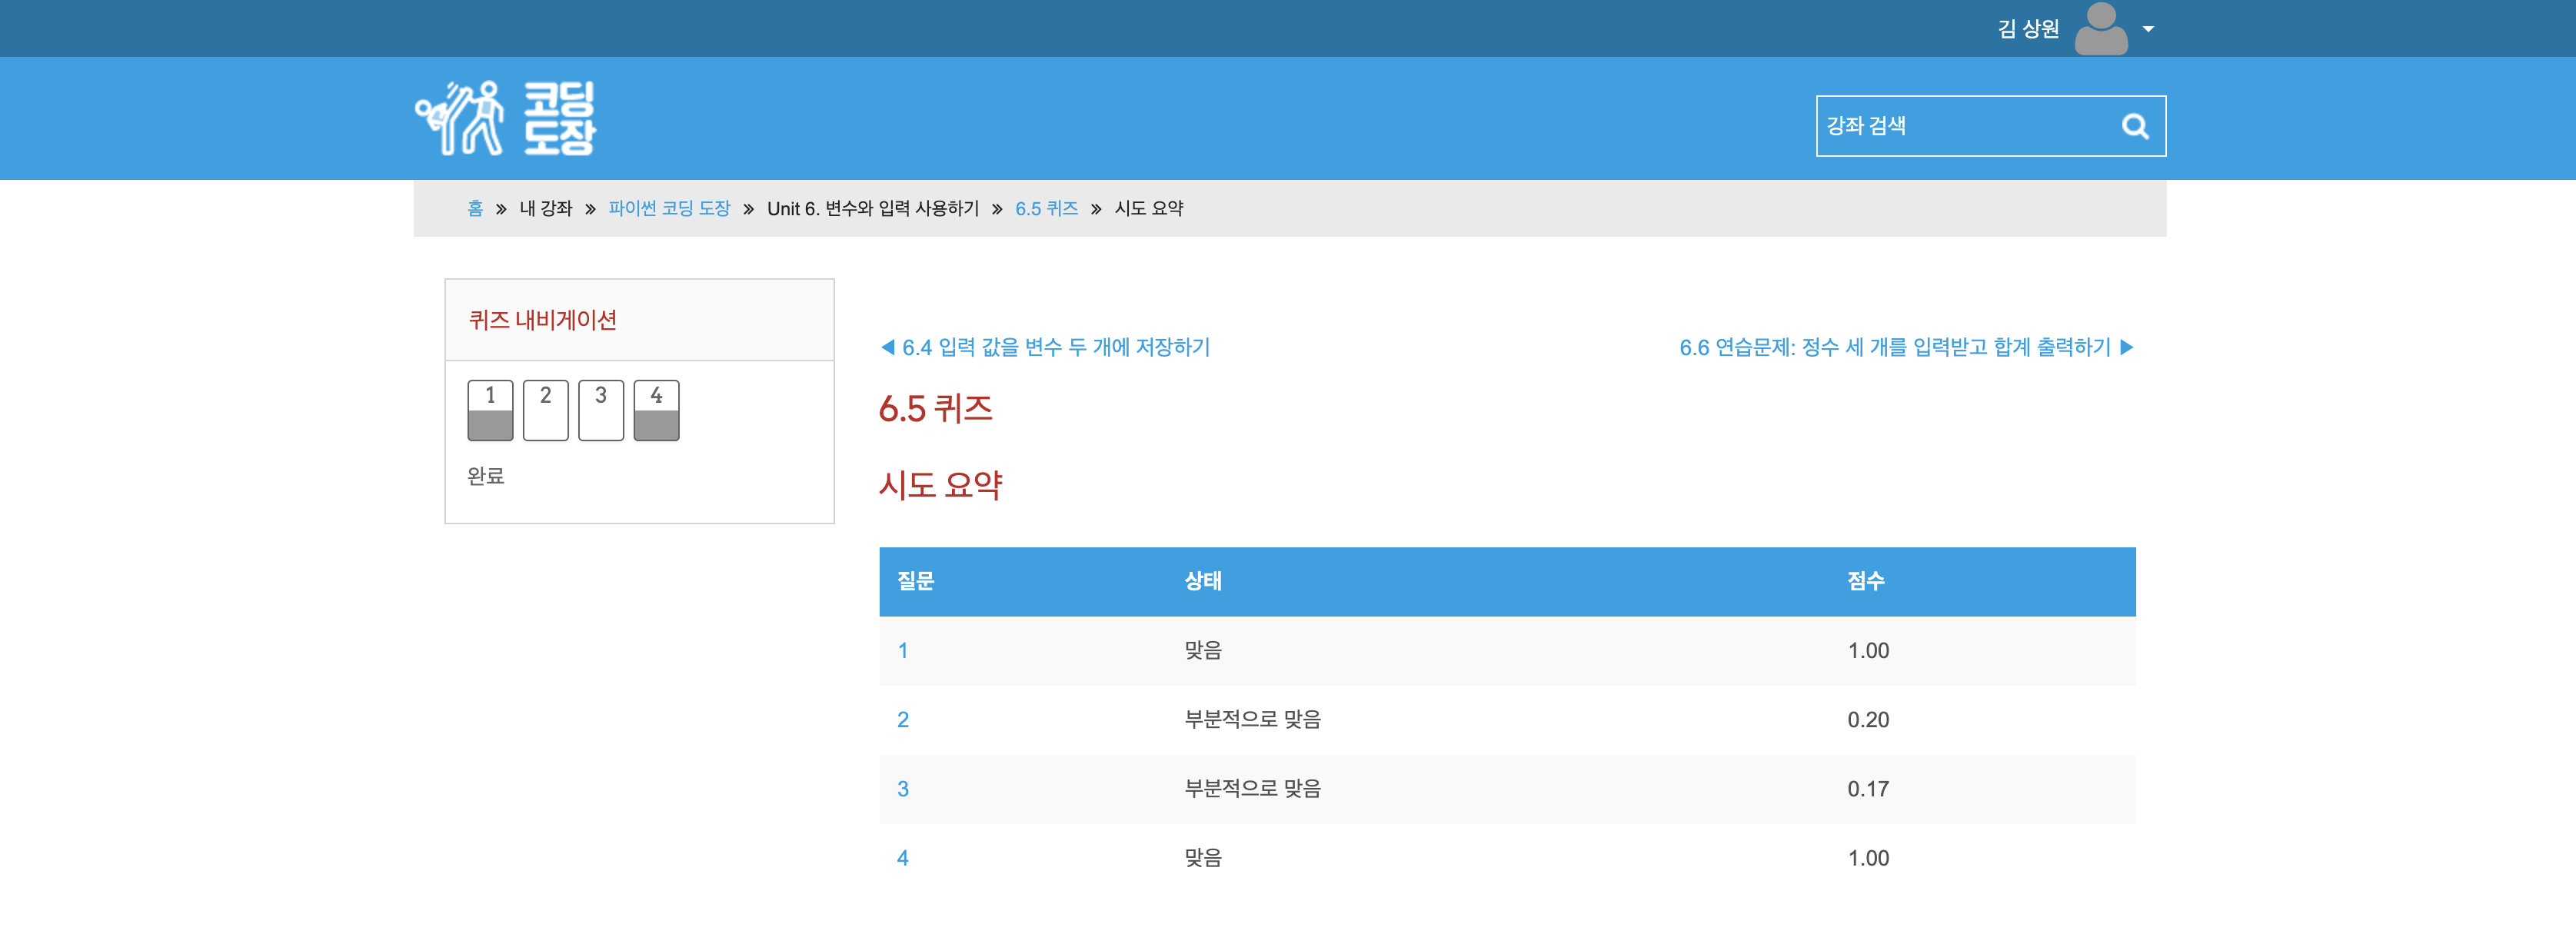 김 상원
코딩
도장
강좌 검색
홈 » 내 강좌 » 파이썬 코딩 도장 » Unit 6. 변수와 입력 사용하기 » 6.5 퀴즈 » 시도 요약
퀴즈 내비게이션
1 2 3 4
완료
◀ 6.4 입력 값을 변수 두 개에 저장하기
6.6 연습문제: 정수 세 개를 입력받고 합계 출력하기 ▶
6.5 퀴즈
시도 요약
질문 상태 점수
1 맞음 1.00
2 부분적으로 맞음 0.20
3 부분적으로 맞음 0.17
4 맞음 1.00